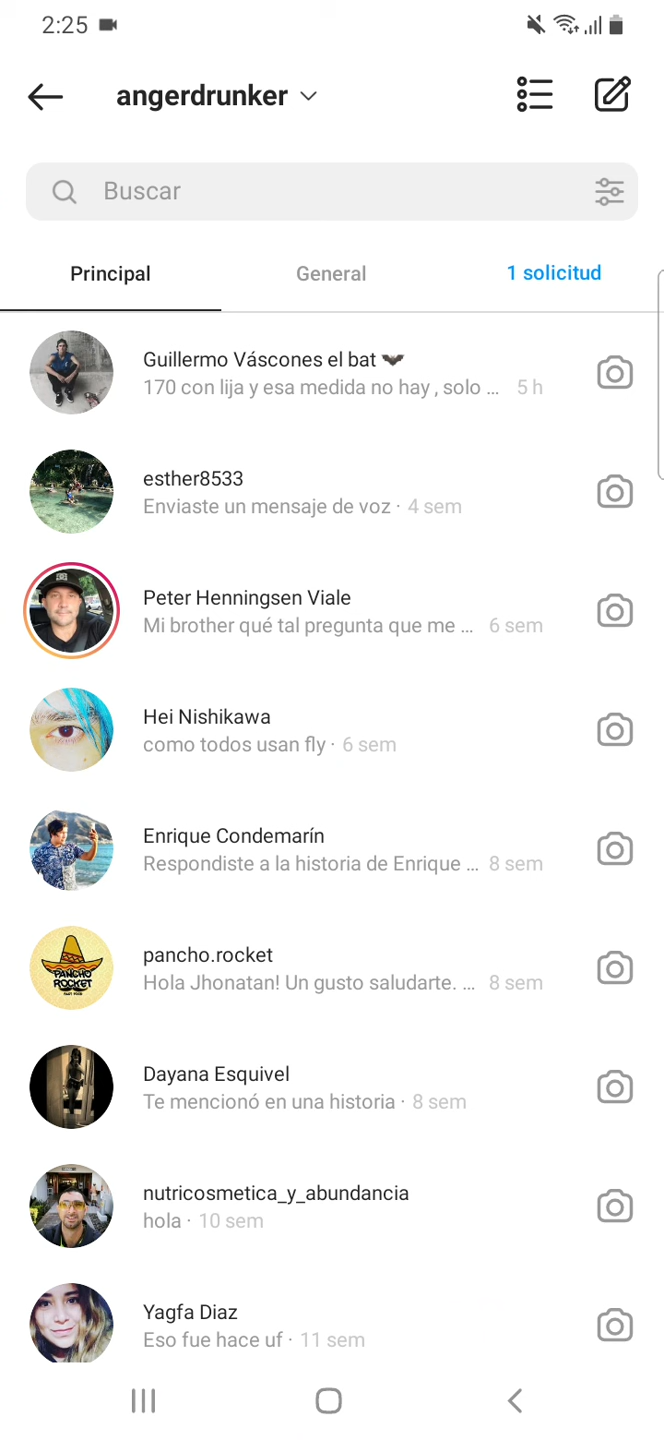 2:25
angerdrunker
Buscar
Principal
General
1 solicitud
Guillermo Váscones el bat 🦇
170 con lija y esa medida no hay , solo ... 5 h
esther8533
Enviaste un mensaje de voz · 4 sem
Peter Henningsen Viale
Mi brother qué tal pregunta que me ... 6 sem
Hei Nishikawa
como todos usan fly · 6 sem
Enrique Condemarín
Respondiste a la historia de Enrique ... 8 sem
pancho.rocket
Hola Jhonatan! Un gusto saludarte. ... 8 sem
PANCHO
ROCKET
Dayana Esquivel
Te mencionó en una historia · 8 sem
nutricosmetica_y_abundancia
hola · 10 sem
Yagfa Diaz
Eso fue hace uf · 11 sem